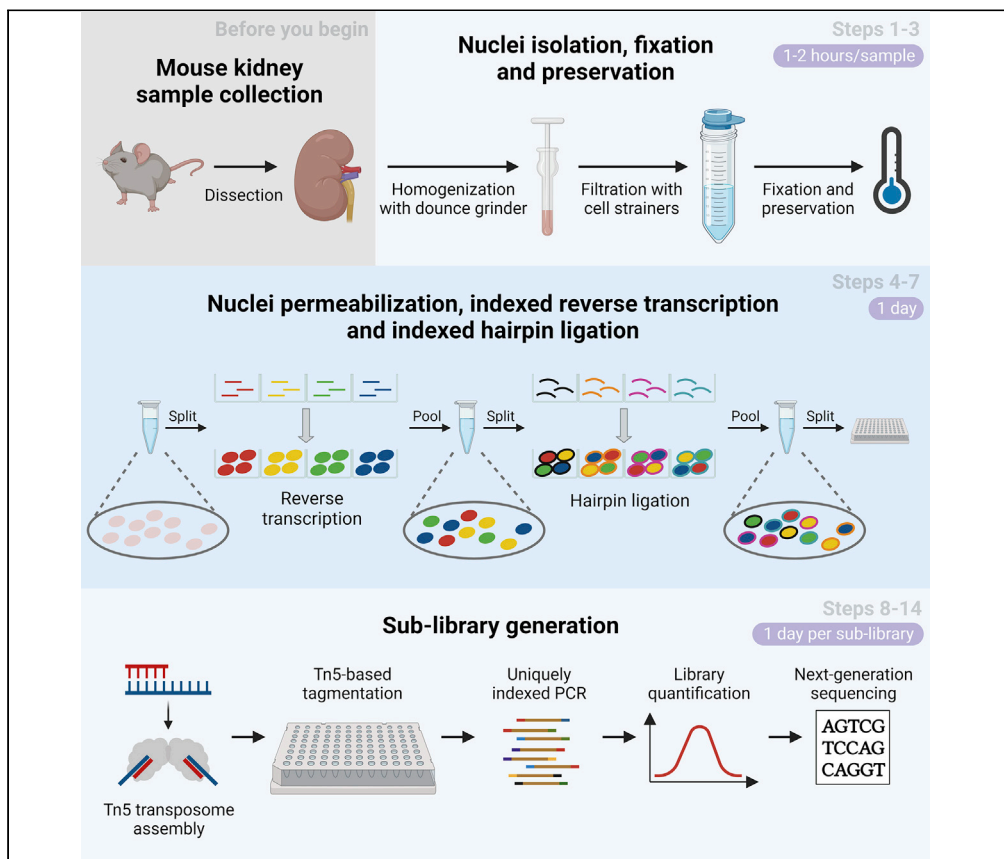 Before you begin
Mouse kidney
sample collection
Dissection
Steps 1-3
1-2 hours/sample
Nuclei isolation, fixation
and preservation
Homogenization
with dounce grinder
Filtration with
cell strainers
Fixation and
preservation
Steps 4-7
1 day
Nuclei permeabilization, indexed reverse transcription
and indexed hairpin ligation
Split
Reverse
transcription
Pool
Split
Hairpin ligation
Pool
Split
Steps 8-14
1 day per sub-library
Sub-library generation
Tn5 transposome
assembly
Tn5-based
tagmentation
Uniquely
indexed PCR
Library
quantification
Next-generation
sequencing
AGTCG
TCCAG
CAGGT